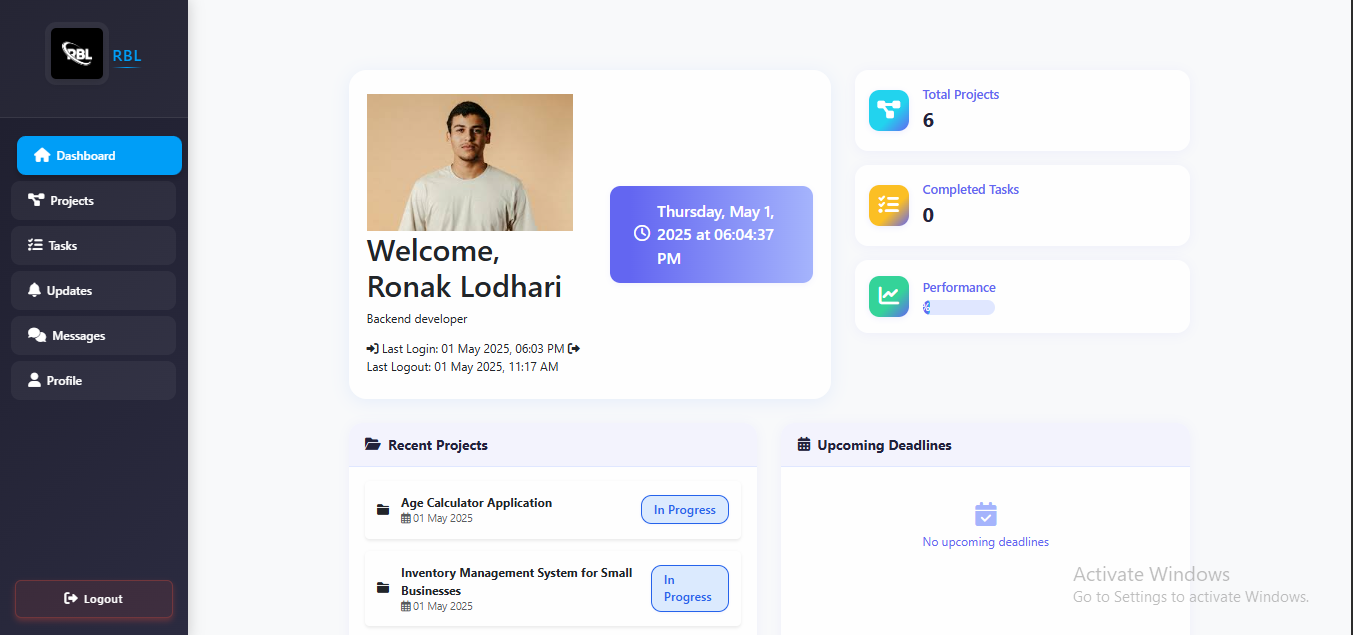 RBL
RBL
Dashboard
Projects
Tasks
Updates
Messages
Profile
Logout
Welcome,
Ronak Lodhari
Backend developer
Last Login: 01 May 2025, 06:03 PM
Last Logout: 01 May 2025, 11:17 AM
Thursday, May 1,
2025 at 06:04:37
PM
Total Projects
6
Completed Tasks
0
Performance
Recent Projects
Age Calculator Application
01 May 2025
In Progress
Inventory Management System for Small
Businesses
01 May 2025
In
Progress
Upcoming Deadlines
No upcoming deadlines
Activate Windows
Go to Settings to activate Windows.